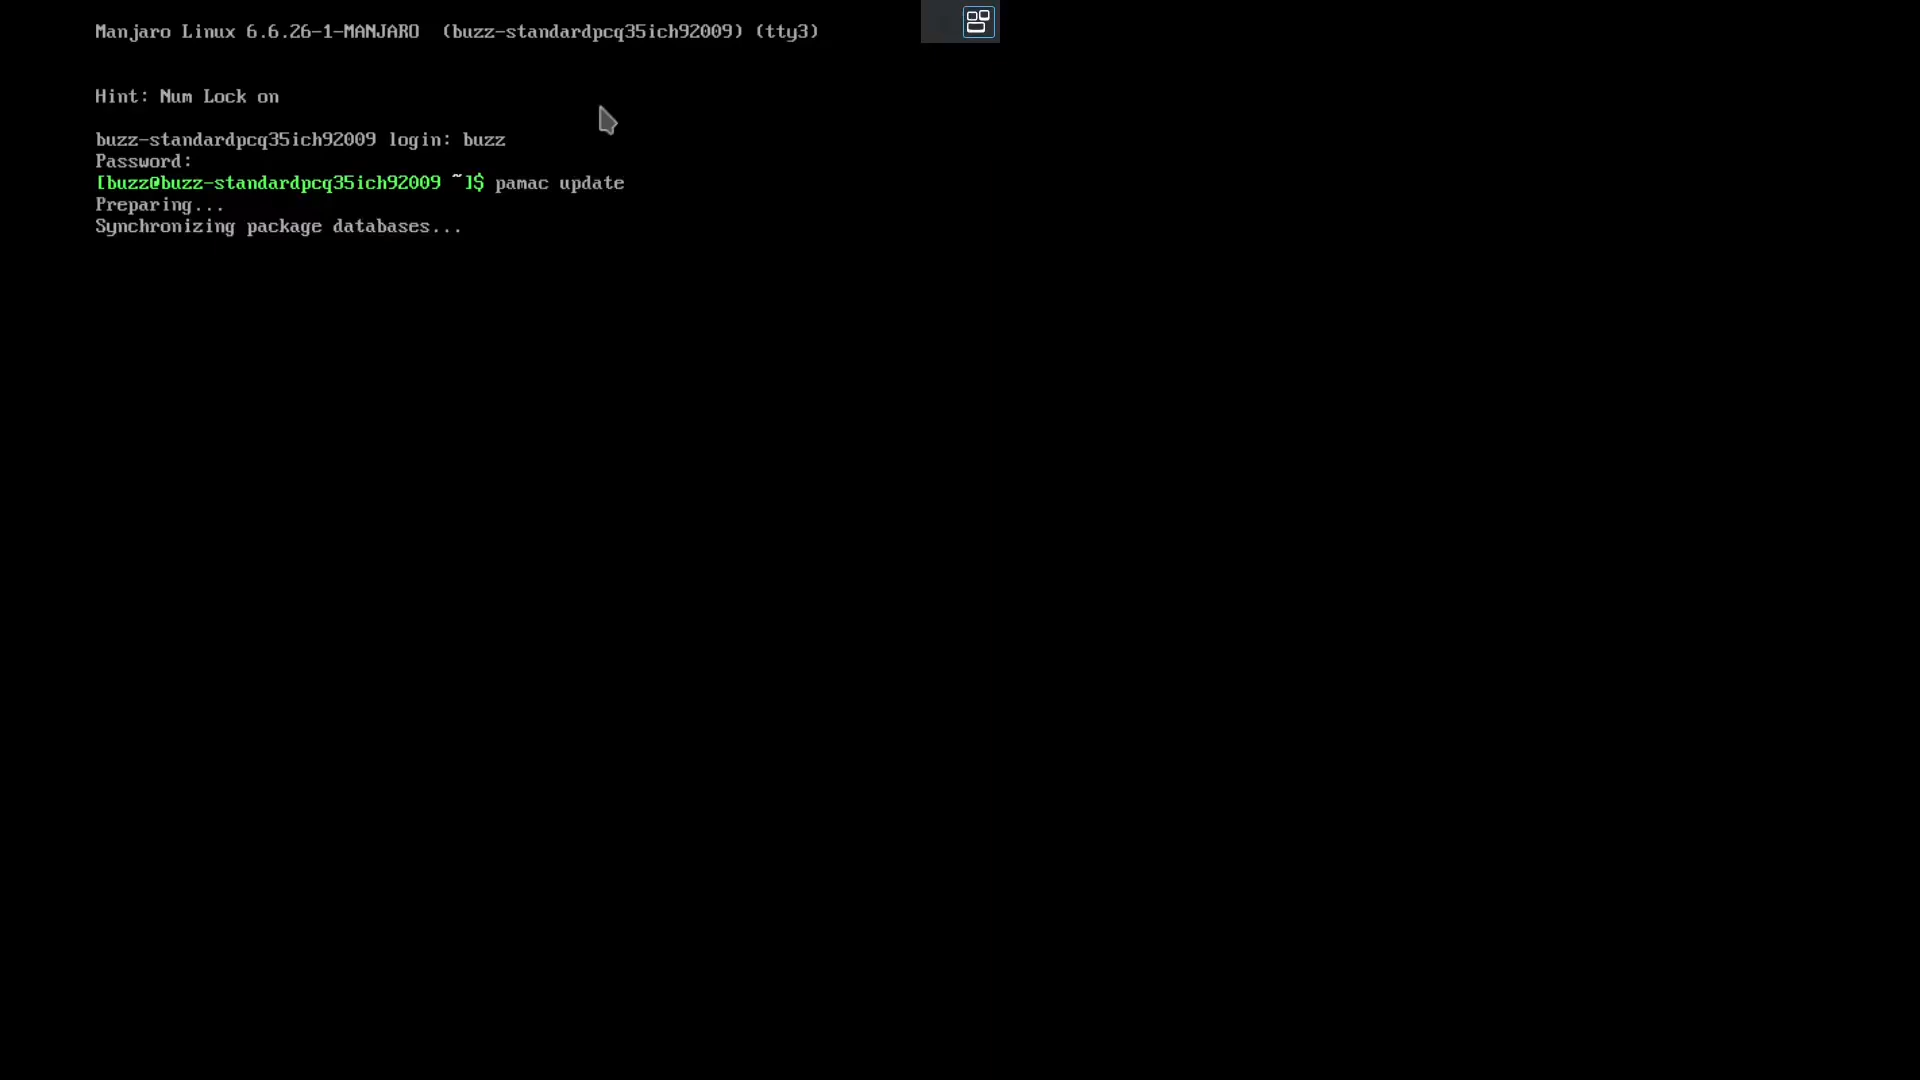 Manjaro Linux 6.6.26-1-MANJARO  (buzz-standardpcq35ich92009) (tty3)
Hint: Num Lock on
buzz-standardpcq35ich92009 login: buzz
Password:
[buzz@buzz-standardpcq35ich92009 ~]$ pamac update
Preparing...
Synchronizing package databases...